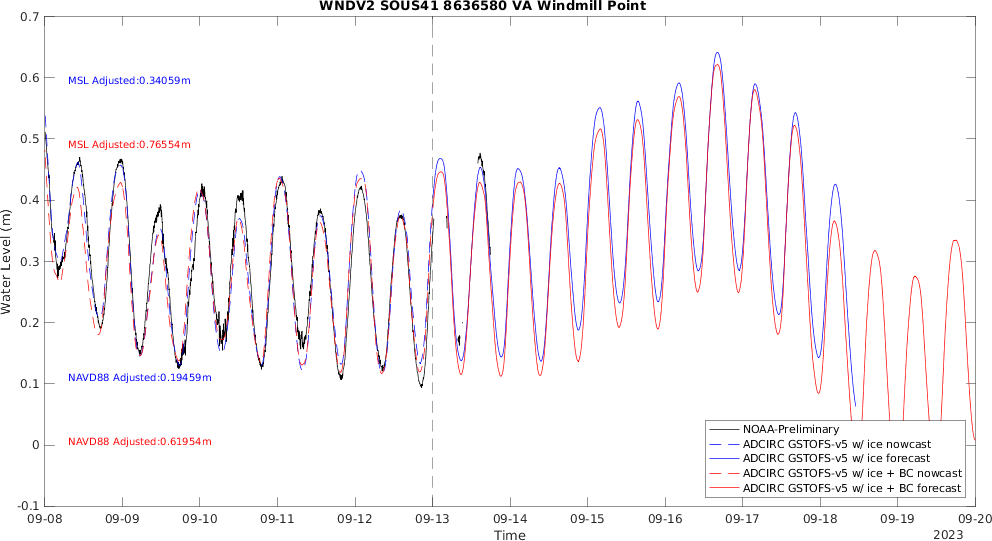 WNDV2 SOUS41 8636580 VA Windmill Point
0.7
0.6
0.5
0.4
0.3
0.2
0.1
0
-0.1
Water Level (m)
MSL Adjusted:0.34059m
MSL Adjusted:0.76554m
NAVD88 Adjusted:0.19459m
NAVD88 Adjusted:0.61954m
NOAA-Preliminary
ADCIRC GSTOFS-v5 w/ ice nowcast
ADCIRC GSTOFS-v5 w/ ice forecast
ADCIRC GSTOFS-v5 w/ ice + BC nowcast
ADCIRC GSTOFS-v5 w/ ice + BC forecast
09-08 09-09 09-10 09-11 09-12 09-13 09-14 09-15 09-16 09-17 09-18 09-19 09-20
Time
2023